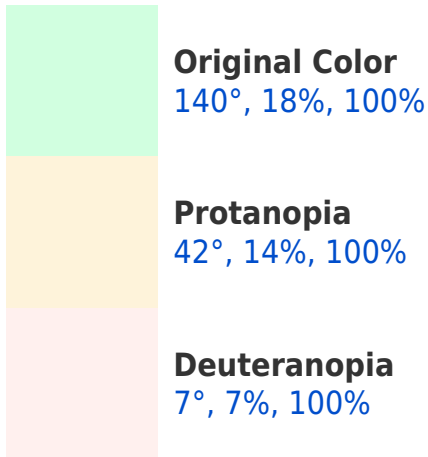 Original Color
140°, 18%, 100%
Protanopia
42°, 14%, 100%
Deuteranopia
7°, 7%, 100%